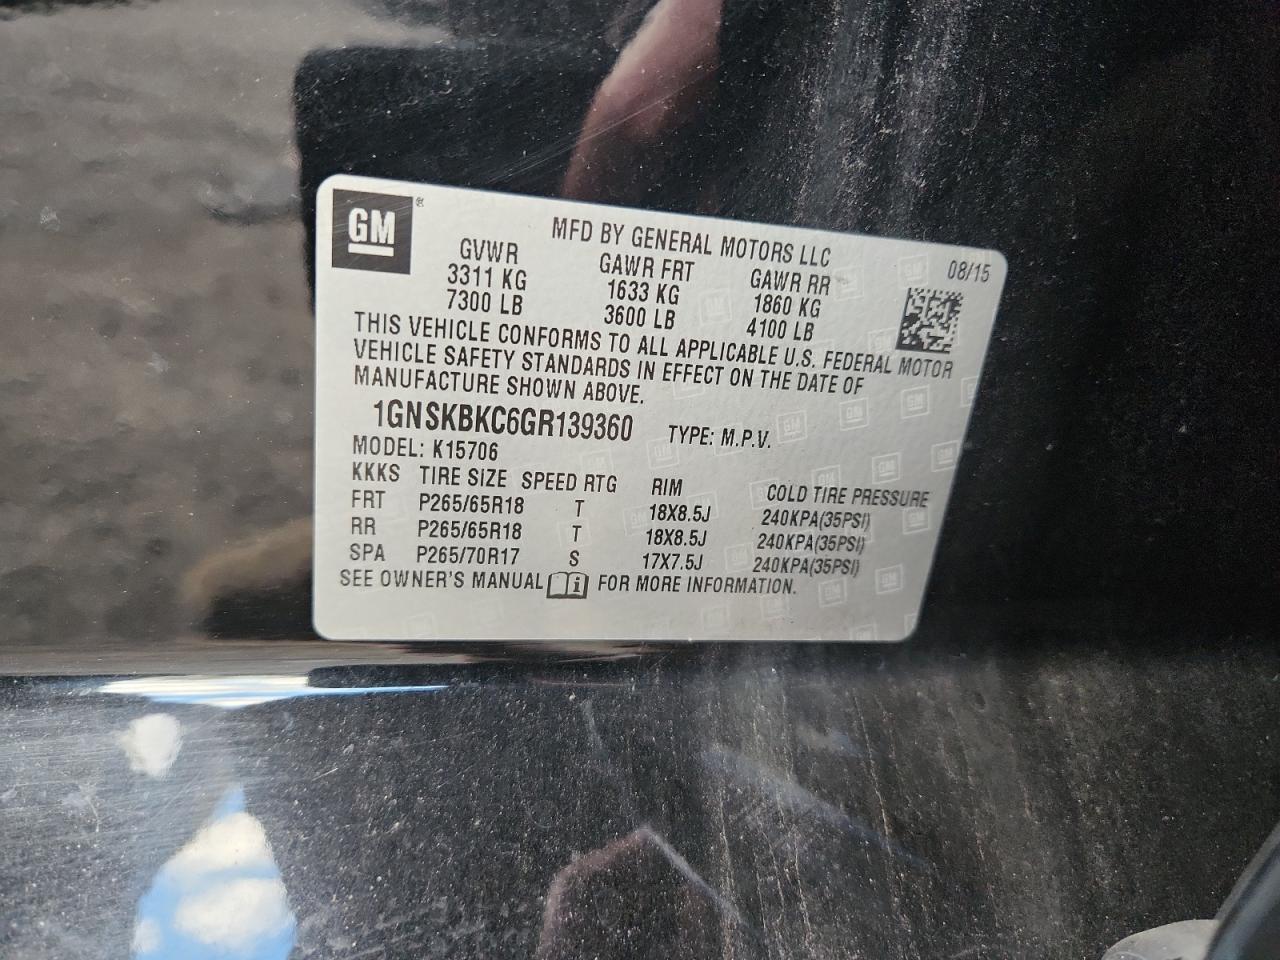 GM®
MFD BY GENERAL MOTORS LLC
08/15
GVWR GAWR FRT GAWR RR
3311 KG 1633 KG 1860 KG
7300 LB 3600 LB 4100 LB
THIS VEHICLE CONFORMS TO ALL APPLICABLE U.S. FEDERAL MOTOR
VEHICLE SAFETY STANDARDS IN EFFECT ON THE DATE OF
MANUFACTURE SHOWN ABOVE.
1GNSKBKC6GR139360 TYPE: M.P.V.
MODEL: K15706
KKKS TIRE SIZE SPEED RTG RIM COLD TIRE PRESSURE
FRT P265/65R18 T 18X8.5J 240KPA(35PSI)
RR P265/65R18 T 18X8.5J 240KPA(35PSI)
SPA P265/70R17 S 17X7.5J 240KPA(35PSI)
SEE OWNER'S MANUAL i FOR MORE INFORMATION.